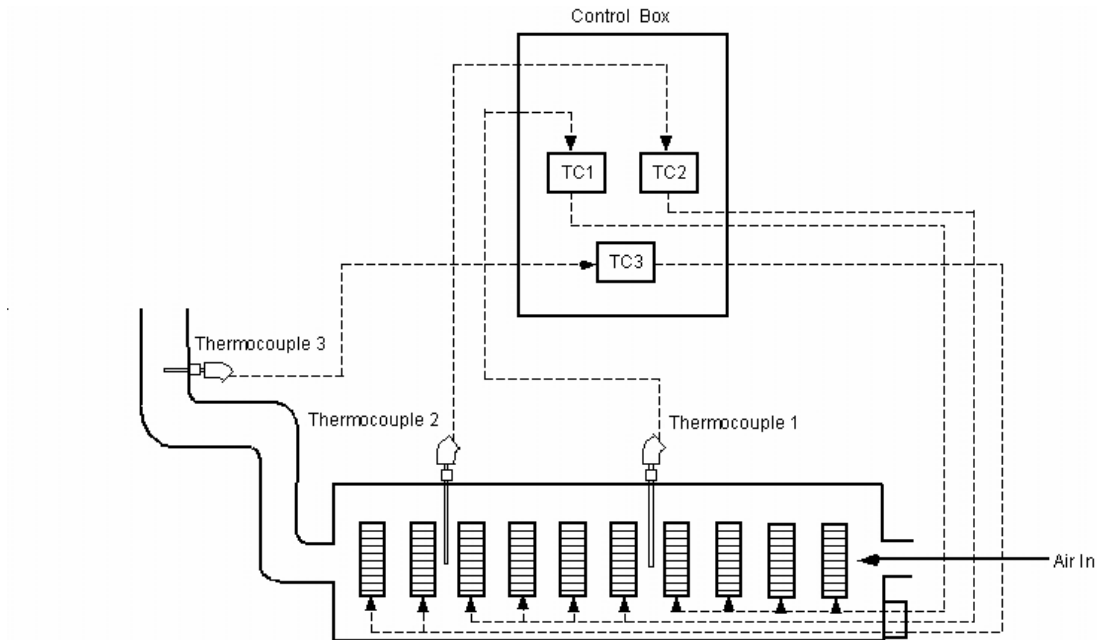 Control Box
TC1
TC2
TC3
Thermocouple 3
Thermocouple 2
Thermocouple 1
Air In